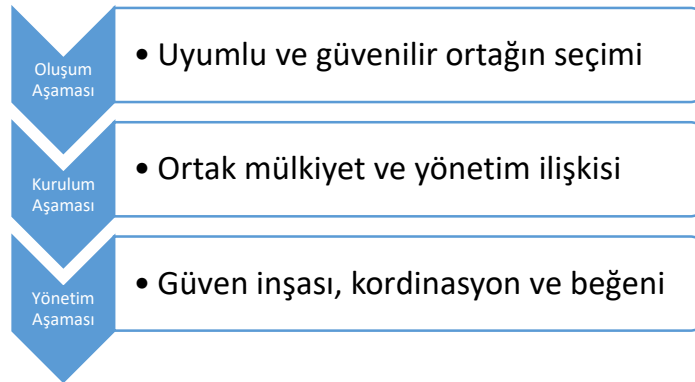 Oluşum
Aşaması
• Uyumlu ve güvenilir ortağın seçimi
Kurulum
Aşaması
• Ortak mülkiyet ve yönetim ilişkisi
Yönetim
Aşaması
• Güven inşası, kordinasyon ve beğeni